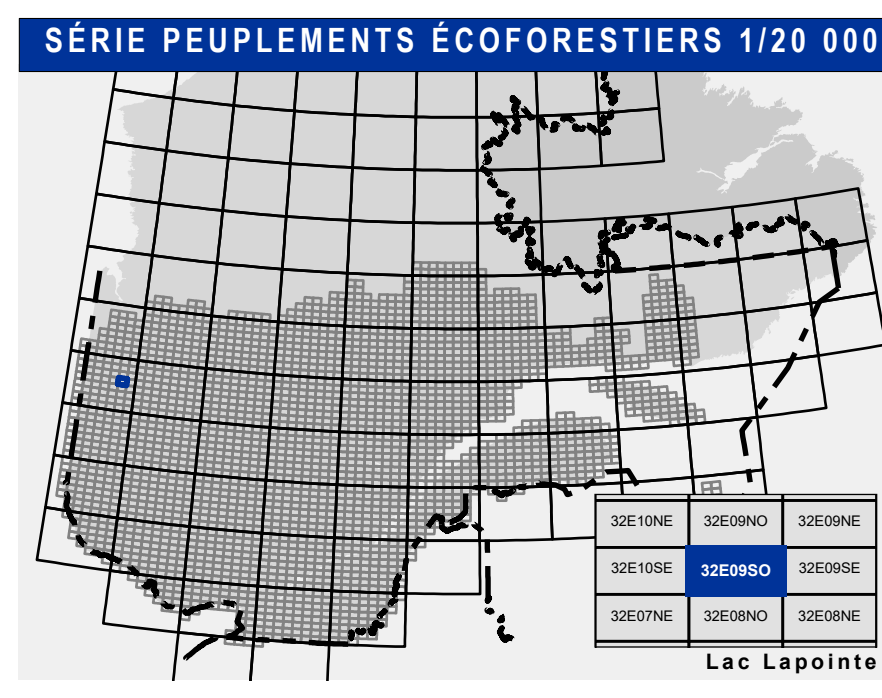 SÉRIE PEUPLEMENTS ÉCOFORESTIERS 1/20 000
32E10NE 32E09NO 32E09NE
32E10SE 32E09SO 32E09SE
32E07NE 32E08NO 32E08NE
Lac Lapointe